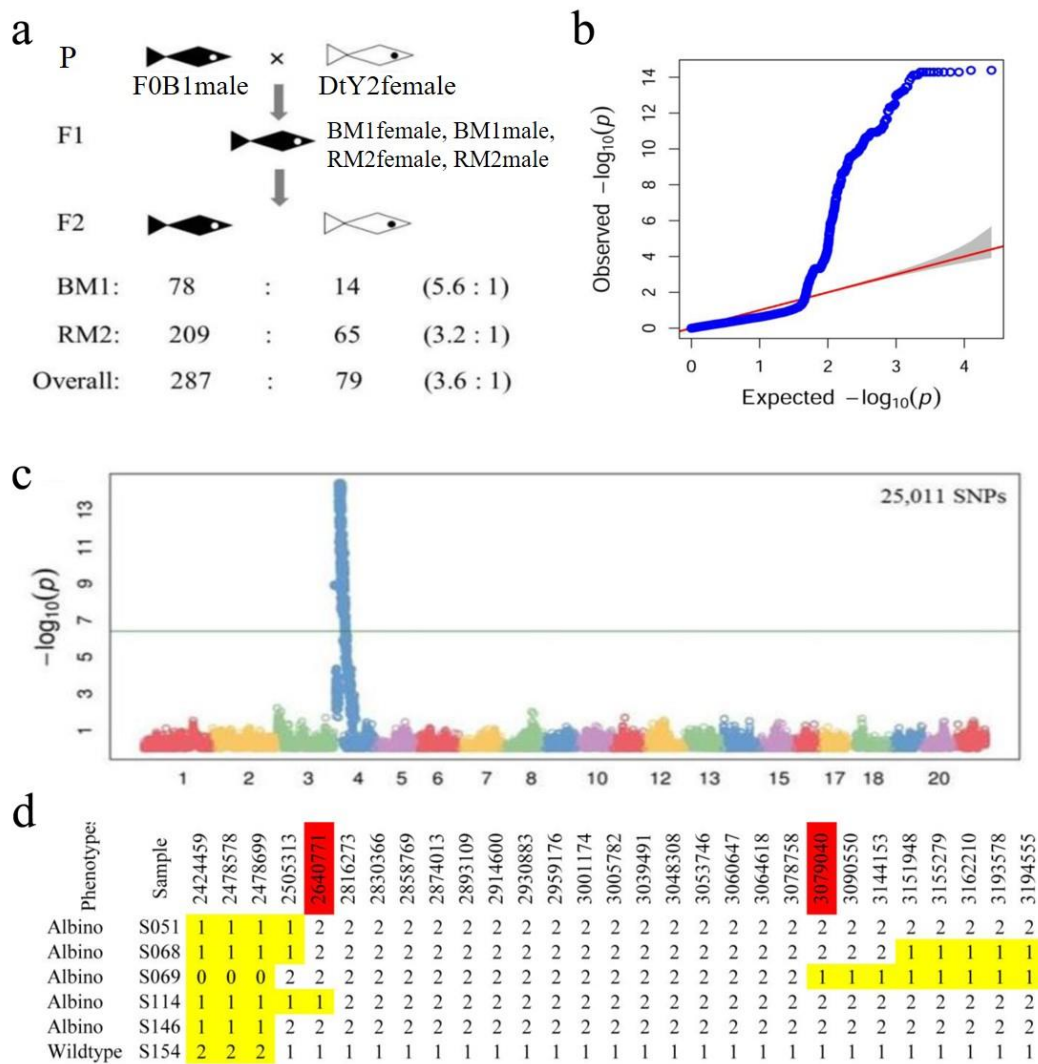 a
P
×
F0B1male
DtY2female
F1
BM1female, BM1male,
RM2female, RM2male
F2
BM1: 78 : 14 (5.6 : 1)
RM2: 209 : 65 (3.2 : 1)
Overall: 287 : 79 (3.6 : 1)
b
Observed −log10(p)
14
12
10
8
6
4
2
0
0 1 2 3 4
Expected −log10(p)
c
25,011 SNPs
−log10(p)
13
11
9
7
5
3
1
1 2 3 4 5 6 7 8 10 12 13 15 17 18 20
d
Phenotypes Sample 2424459 2478578 2478699 2505313 2640771 2816273 2830366 2858769 2874013 2893109 2914600 2930883 2959176 3001174 3005782 3039491 3048308 3053746 3060647 3064618 3078758 3079040 3090550 3144153 3151948 3155279 3162210 3193578 3194555
Albino S051 1 1 1 1 2 2 2 2 2 2 2 2 2 2 2 2 2 2 2 2 2 2 2 2 2 2 2 2 2
Albino S068 1 1 1 1 2 2 2 2 2 2 2 2 2 2 2 2 2 2 2 2 2 2 2 2 1 1 1 1 1
Albino S069 0 0 0 2 2 2 2 2 2 2 2 2 2 2 2 2 2 2 2 2 2 1 1 1 1 1 1 1 1
Albino S114 1 1 1 1 1 2 2 2 2 2 2 2 2 2 2 2 2 2 2 2 2 2 2 2 2 2 2 2 2
Albino S146 1 1 1 2 2 2 2 2 2 2 2 2 2 2 2 2 2 2 2 2 2 2 2 2 2 2 2 2 2
Wildtype S154 2 2 2 1 1 1 1 1 1 1 1 1 1 1 1 1 1 1 1 1 1 1 1 1 1 1 1 1 1